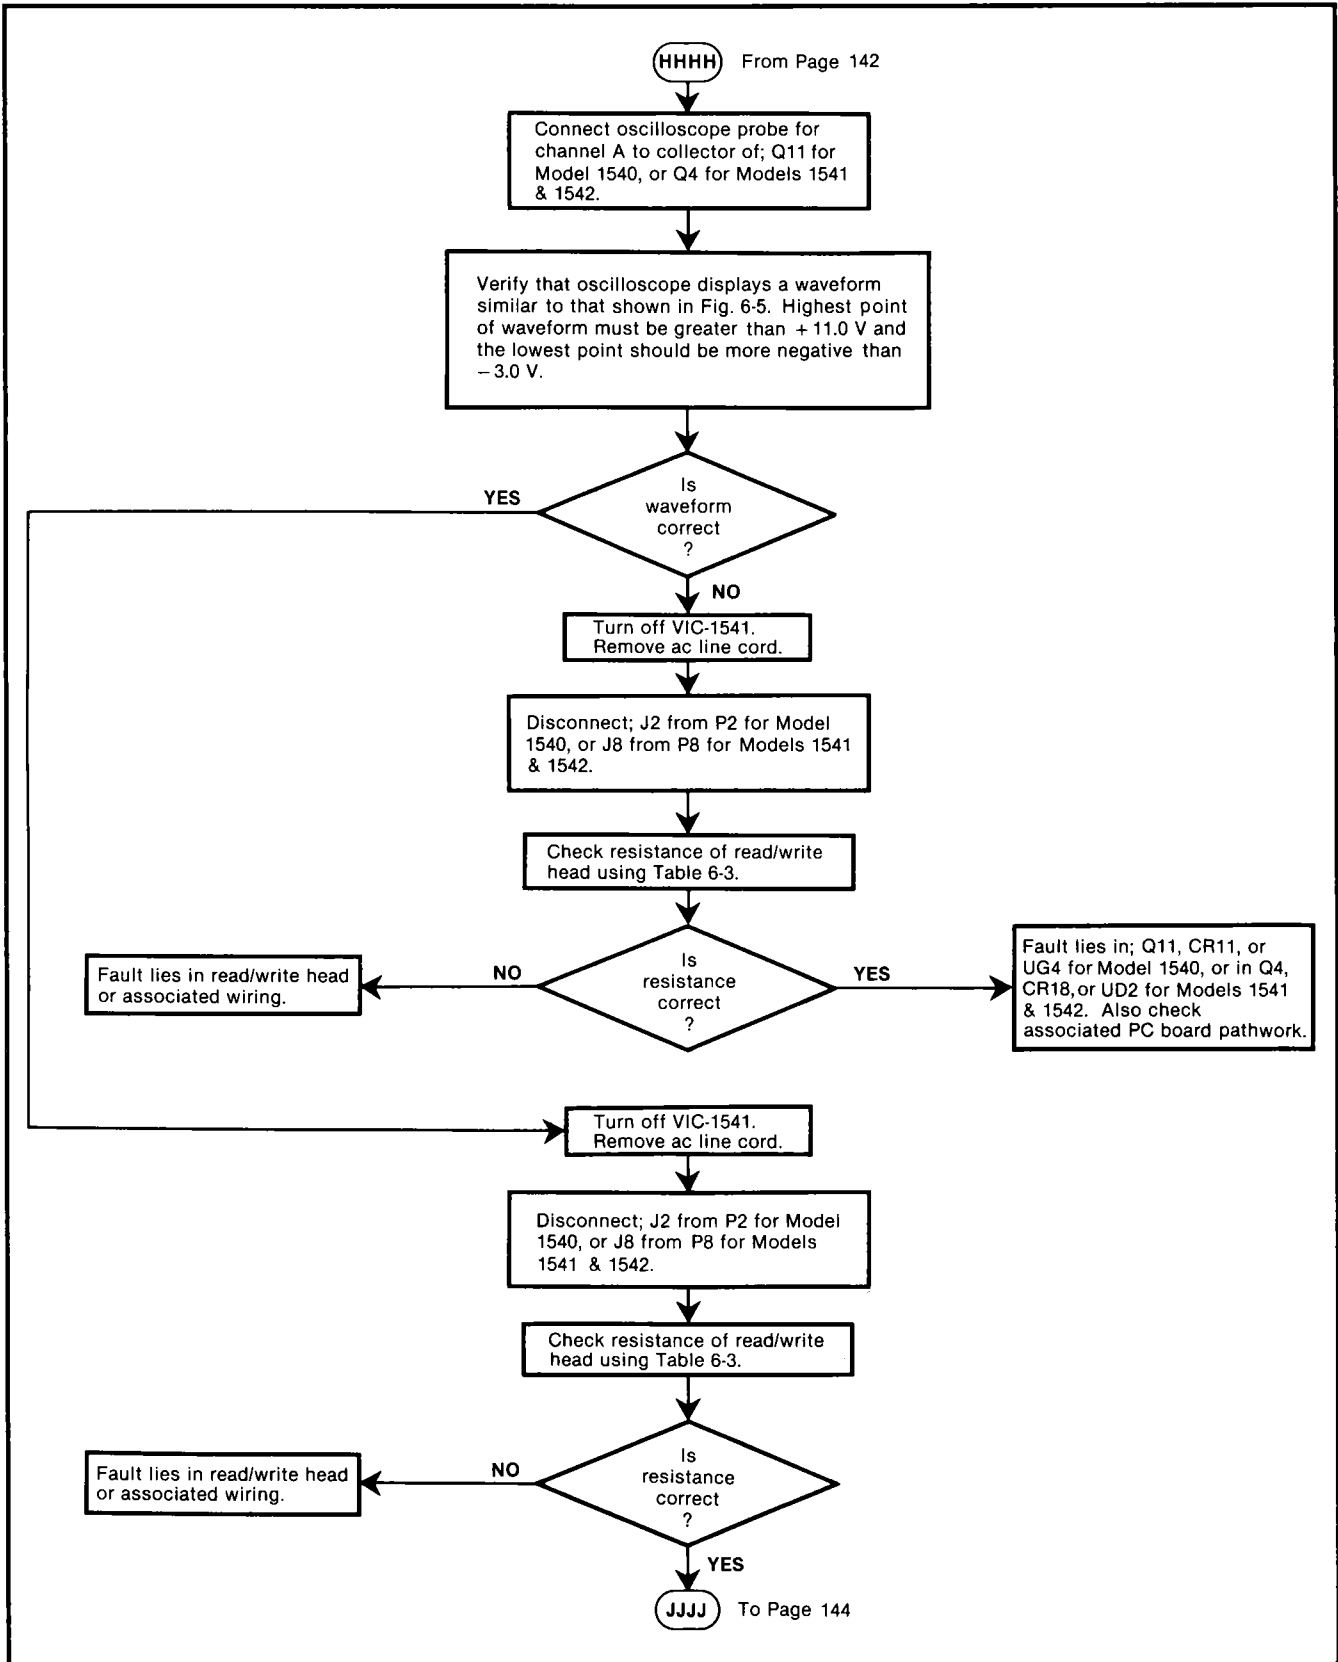 HHHH From Page 142
Connect oscilloscope probe for
channel A to collector of; Q11 for
Model 1540, or Q4 for Models 1541
& 1542.
Verify that oscilloscope displays a waveform
similar to that shown in Fig. 6-5. Highest point
of waveform must be greater than + 11.0 V and
the lowest point should be more negative than
– 3.0 V.
YES
Is
waveform
correct
?
NO
Turn off VIC-1541.
Remove ac line cord.
Disconnect; J2 from P2 for Model
1540, or J8 from P8 for Models 1541
& 1542.
Check resistance of read/write
head using Table 6-3.
Fault lies in read/write head
or associated wiring.
NO
Is
resistance
correct
?
YES
Fault lies in; Q11, CR11, or
UG4 for Model 1540, or in Q4,
CR18, or UD2 for Models 1541
& 1542. Also check
associated PC board pathwork.
Turn off VIC-1541.
Remove ac line cord.
Disconnect; J2 from P2 for Model
1540, or J8 from P8 for Models
1541 & 1542.
Check resistance of read/write
head using Table 6-3.
Fault lies in read/write head
or associated wiring.
NO
Is
resistance
correct
?
YES
JJJJ To Page 144